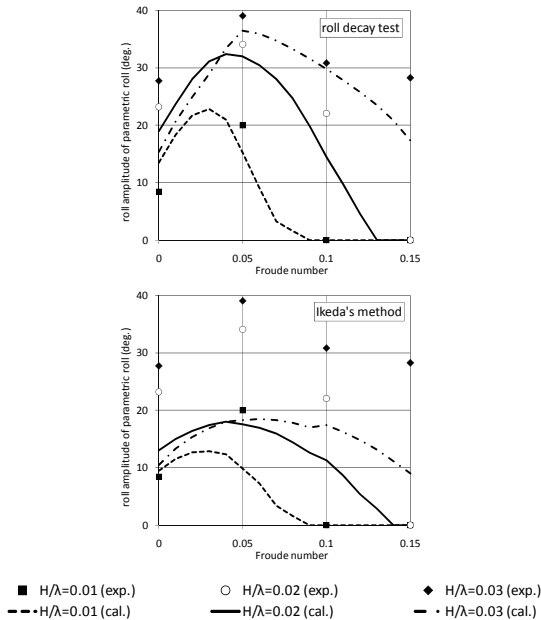 roll decay test
roll amplitude of parametric roll (deg.)
40
30
20
10
0
0
0.05
0.1
0.15
Froude number
Ikeda's method
roll amplitude of parametric roll (deg.)
40
30
20
10
0
0
0.05
0.1
0.15
Froude number
H/λ=0.01 (exp.) H/λ=0.02 (exp.) H/λ=0.03 (exp.)
H/λ=0.01 (cal.) H/λ=0.02 (cal.) H/λ=0.03 (cal.)